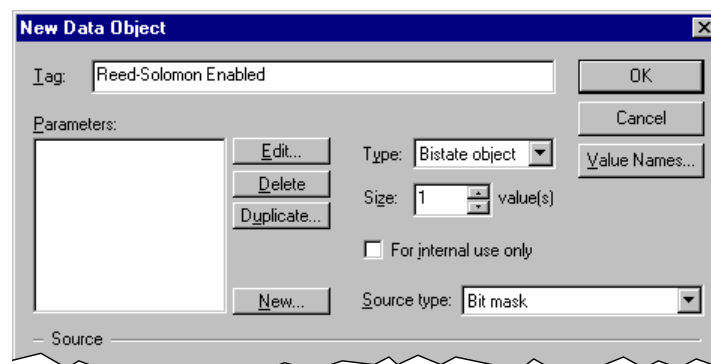 New Data Object
Tag: Reed-Solomon Enabled
OK
Cancel
Value Names...
Parameters:
Edit...
Delete
Duplicate...
New...
Type: Bistate object
Size: 1 value(s)
For internal use only
Source type: Bit mask
Source